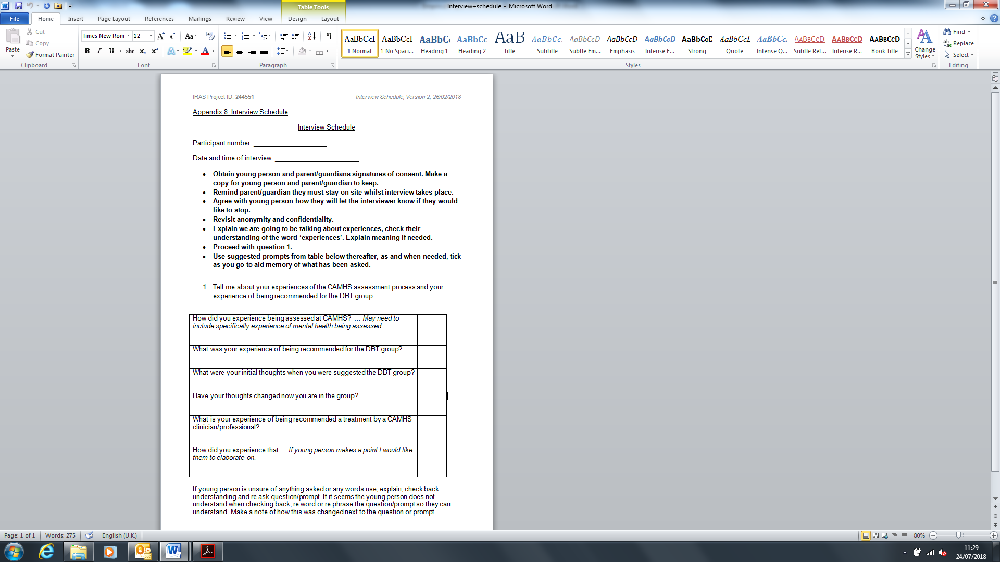 Interview+schedule - Microsoft Word
Table Tools
File Home Insert Page Layout References Mailings Review View Design Layout
Cut
Copy
Format Painter
Paste
Clipboard
Times New Rom 12
Font
Paragraph
AaBbCcI AaBbCcI AaBbC AaBbCc AaB AaBbCc. AaBbCcD AaBbCcD AaBbCcD AaBbCcD AaBbCcI AaBbCc. AABBCCD AABBCCD AABBCCD
¶ Normal ¶ No Spaci... Heading 1 Heading 2 Title Subtitle Subtle Em... Emphasis Intense E... Strong Quote Intense Q... Subtle Ref... Intense R... Book Title
Styles
Change
Styles
Find
Replace
Select
Editing
IRAS Project ID: 244551 Interview Schedule, Version 2, 26/02/2018
Appendix 8: Interview Schedule
Interview Schedule
Participant number: ____________________
Date and time of interview: _______________________
• Obtain young person and parent/guardians signatures of consent. Make a
copy for young person and parent/guardian to keep.
• Remind parent/guardian they must stay on site whilst interview takes place.
• Agree with young person how they will let the interviewer know if they would
like to stop.
• Revisit anonymity and confidentiality.
• Explain we are going to be talking about experiences, check their
understanding of the word ‘experiences’. Explain meaning if needed.
• Proceed with question 1.
• Use suggested prompts from table below thereafter, as and when needed, tick
as you go to aid memory of what has been asked.
1. Tell me about your experiences of the CAMHS assessment process and your
experience of being recommended for the DBT group.
How did you experience being assessed at CAMHS? … May need to
include specifically experience of mental health being assessed.
What was your experience of being recommended for the DBT group?
What were your initial thoughts when you were suggested the DBT group?
Have your thoughts changed now you are in the group?
What is your experience of being recommended a treatment by a CAMHS
clinician/professional?
How did you experience that … If young person makes a point I would like
them to elaborate on.
If young person is unsure of anything asked or any words use, explain, check back
understanding and re ask question/prompt. If it seems the young person does not
understand when checking back, re word or re phrase the question/prompt so they can
understand. Make a note of how this was changed next to the question or prompt.
Page: 1 of 1 Words: 275 English (U.K.) 80%
11:29
24/07/2018